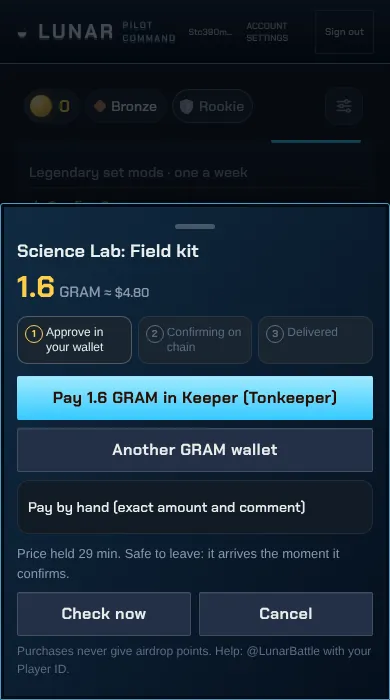 LUNAR
PILOT
COMMAND
Stc390m...
ACCOUNT
SETTINGS
Sign out
0
Bronze
Rookie
Legendary set mods · one a week
Science Lab: Field kit
1.6 GRAM ≈ $4.80
1 Approve in
your wallet
2 Confirming on
chain
3 Delivered
Pay 1.6 GRAM in Keeper (Tonkeeper)
Another GRAM wallet
Pay by hand (exact amount and comment)
Price held 29 min. Safe to leave: it arrives the moment it
confirms.
Check now
Cancel
Purchases never give airdrop points. Help: @LunarBattle with your
Player ID.